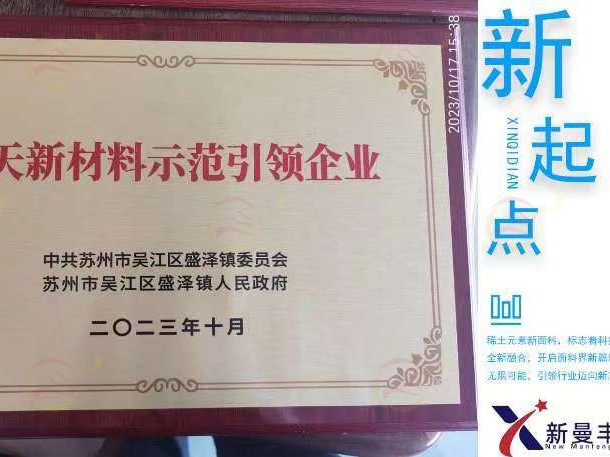 天新材料示范引领企业
中共苏州市吴江区盛泽镇委员会
苏州市吴江区盛泽镇人民政府
二〇二三年十月
2023/10/17 15:38
新起点
XINQIDIAN
稀土元素新面料，标志着科
全新融合，开启面料界新
无限可能，引领行业迈向新
新曼丰
New Manfeng